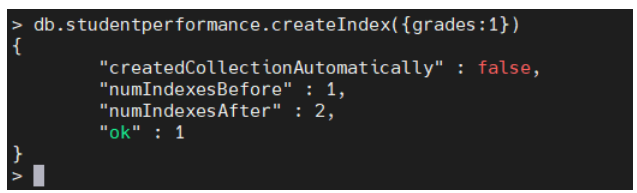 > db.studentperformance.createIndex({grades:1})
{
        "createdCollectionAutomatically" : false,
        "numIndexesBefore" : 1,
        "numIndexesAfter" : 2,
        "ok" : 1
}
>